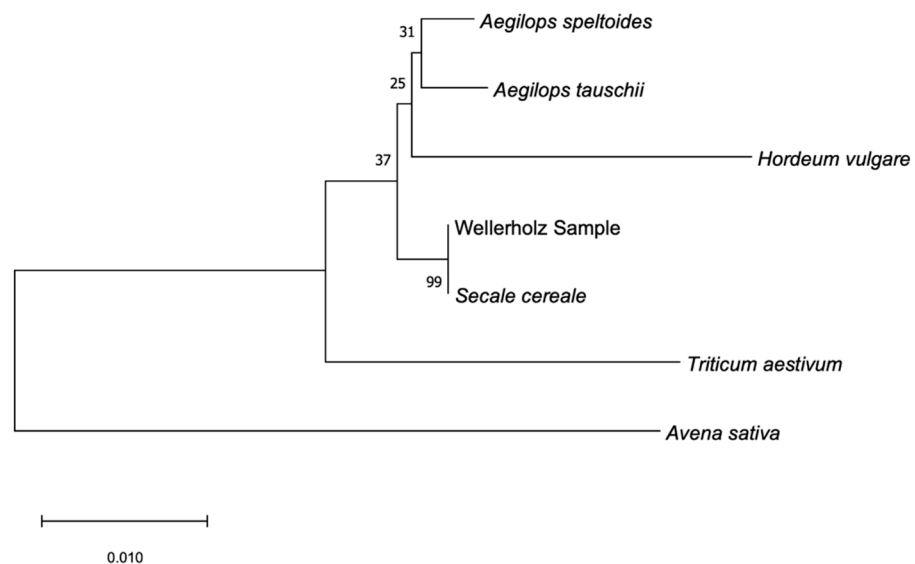 Aegilops speltoides
31
Aegilops tauschii
25
Hordeum vulgare
37
Wellerholz Sample
99
Secale cereale
Triticum aestivum
Avena sativa
0.010